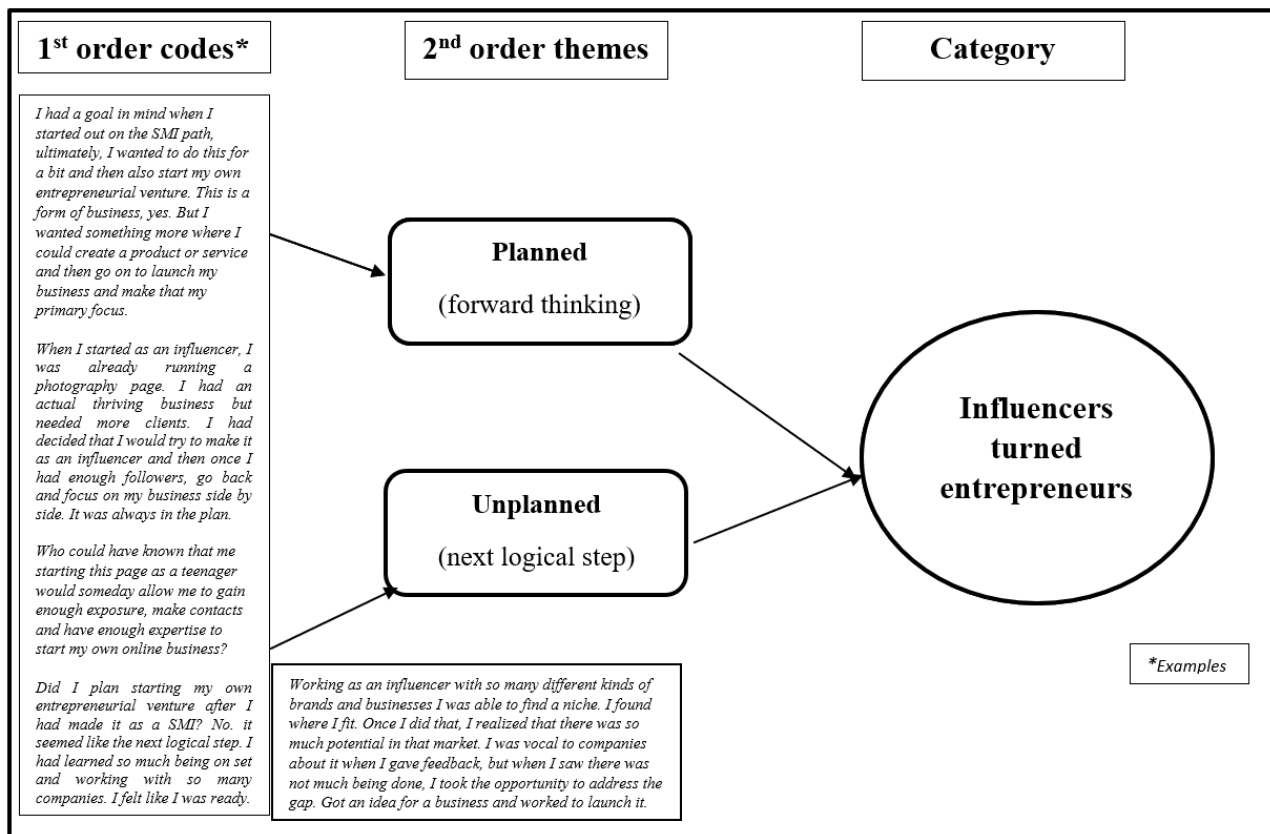 1st order codes*
2nd order themes
Category
I had a goal in mind when I
started out on the SMI path,
ultimately, I wanted to do this for
a bit and then also start my own
entrepreneurial venture. This is a
form of business, yes. But I
wanted something more where I
could create a product or service
and then go on to launch my
business and make that my
primary focus.
When I started as an influencer, I
was already running a
photography page. I had an
actual thriving business but
needed more clients. I had
decided that I would try to make it
as an influencer and then once I
had enough followers, go back
and focus on my business side by
side. It was always in the plan.
Who could have known that me
starting this page as a teenager
would someday allow me to gain
enough exposure, make contacts
and have enough expertise to
start my own online business?
Did I plan starting my own
entrepreneurial venture after I
had made it as a SMI? No. it
seemed like the next logical step. I
had learned so much being on set
and working with so many
companies. I felt like I was ready.
Planned
(forward thinking)
Unplanned
(next logical step)
Working as an influencer with so many different kinds of
brands and businesses I was able to find a niche. I found
where I fit. Once I did that, I realized that there was so
much potential in that market. I was vocal to companies
about it when I gave feedback, but when I saw there was
not much being done, I took the opportunity to address the
gap. Got an idea for a business and worked to launch it.
Influencers
turned
entrepreneurs
*Examples